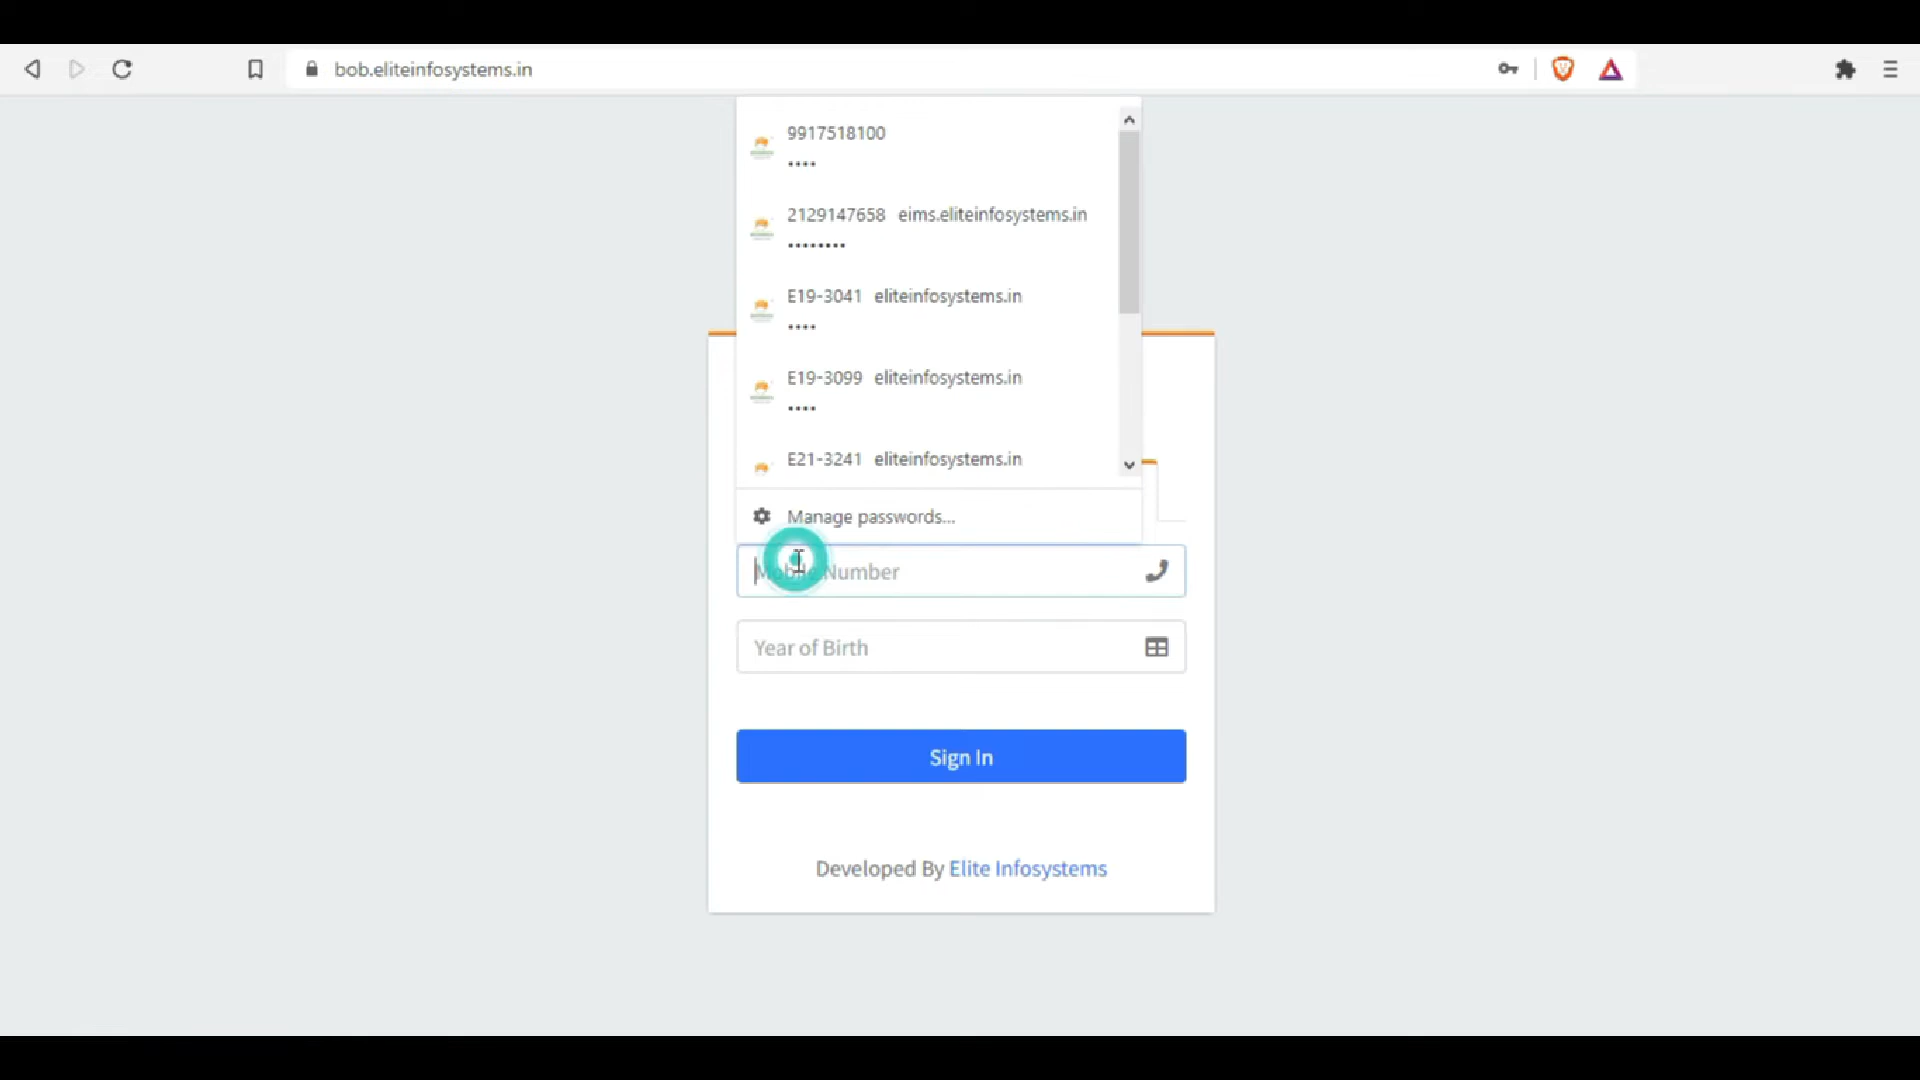 bob.eliteinfosystems.in
9917518100
••••
2129147658 eims.eliteinfosystems.in
••••••••
E19-3041 eliteinfosystems.in
••••
E19-3099 eliteinfosystems.in
••••
E21-3241 eliteinfosystems.in
Manage passwords...
Mobile Number
Year of Birth
Sign In
Developed By Elite Infosystems